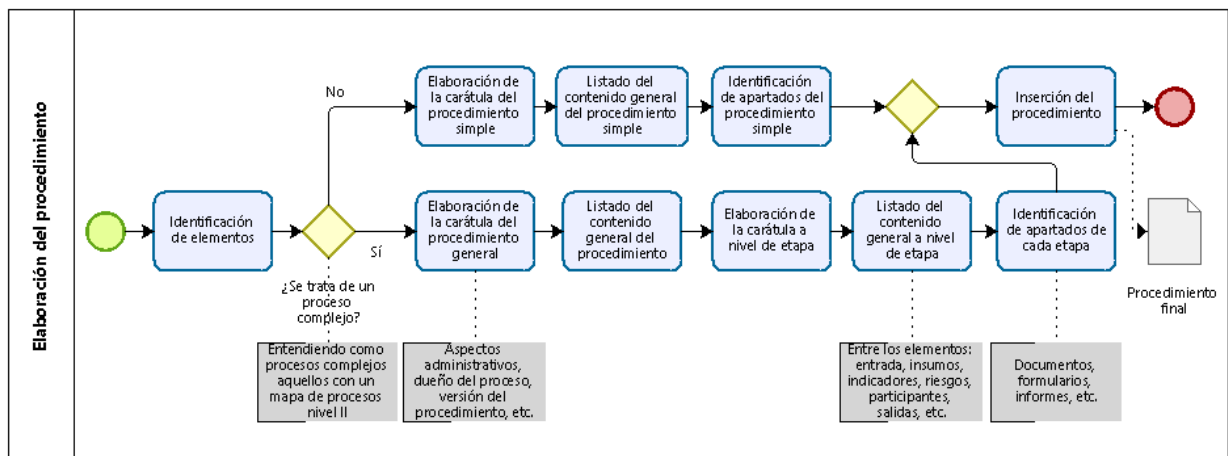 Elaboración del procedimiento
No
Elaboración de
la carátula del
procedimiento
simple
Listado del
contenido general
del procedimiento
simple
Identificación
de apartados del
procedimiento
simple
Inserción del
procedimiento
Identificación
de elementos
Sí
Elaboración de
la carátula del
procedimiento
general
Listado del
contenido
general del
procedimiento
Elaboración de
la carátula a
nivel de etapa
Listado del
contenido
general a nivel
de etapa
Identificación
de apartados de
cada etapa
¿Se trata de un
proceso
complejo?
Procedimiento
final
Entendiendo como
procesos complejos
aquellos con un
mapa de procesos
nivel II
Aspectos
administrativos,
dueño del proceso,
versión del
procedimiento, etc.
Entre los elementos:
entrada, insumos,
indicadores, riesgos,
participantes,
salidas, etc.
Documentos,
formularios,
informes, etc.